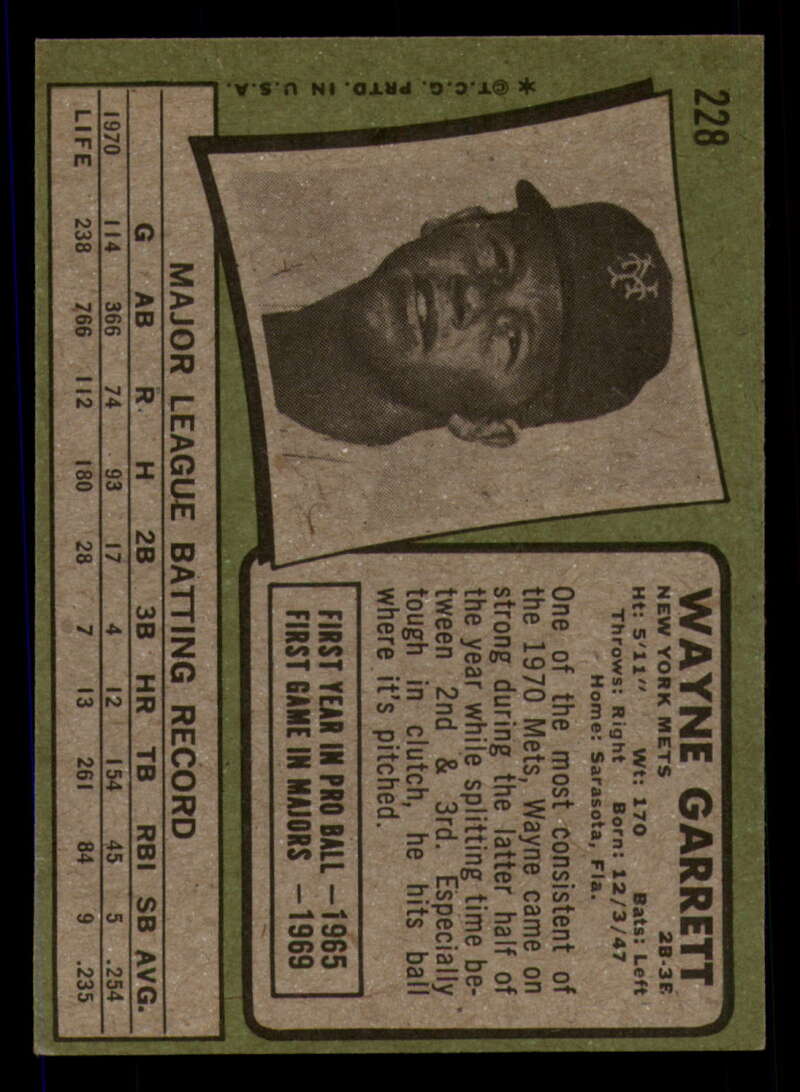 228
WAYNE GARRETT
NEW YORK METS 2B-3B
Ht: 5'11" Wt: 170 Bats: Left
Throws: Right Born: 12/3/47
Home: Sarasota, Fla.
One of the most consistent of
the 1970 Mets, Wayne came on
strong during the latter half of
the year while splitting time be-
tween 2nd & 3rd. Especially
tough in clutch, he hits ball
where it's pitched.
FIRST YEAR IN PRO BALL —1965
FIRST GAME IN MAJORS —1969
NY
MAJOR LEAGUE BATTING RECORD
G AB R. H 2B 3B HR TB RBI SB AVG.
1970 114 366 74 93 17 4 12 154 45 5 .254
LIFE 238 766 112 180 28 7 13 261 84 9 .235
* ©T.C.G. PRTD. IN U.S.A.